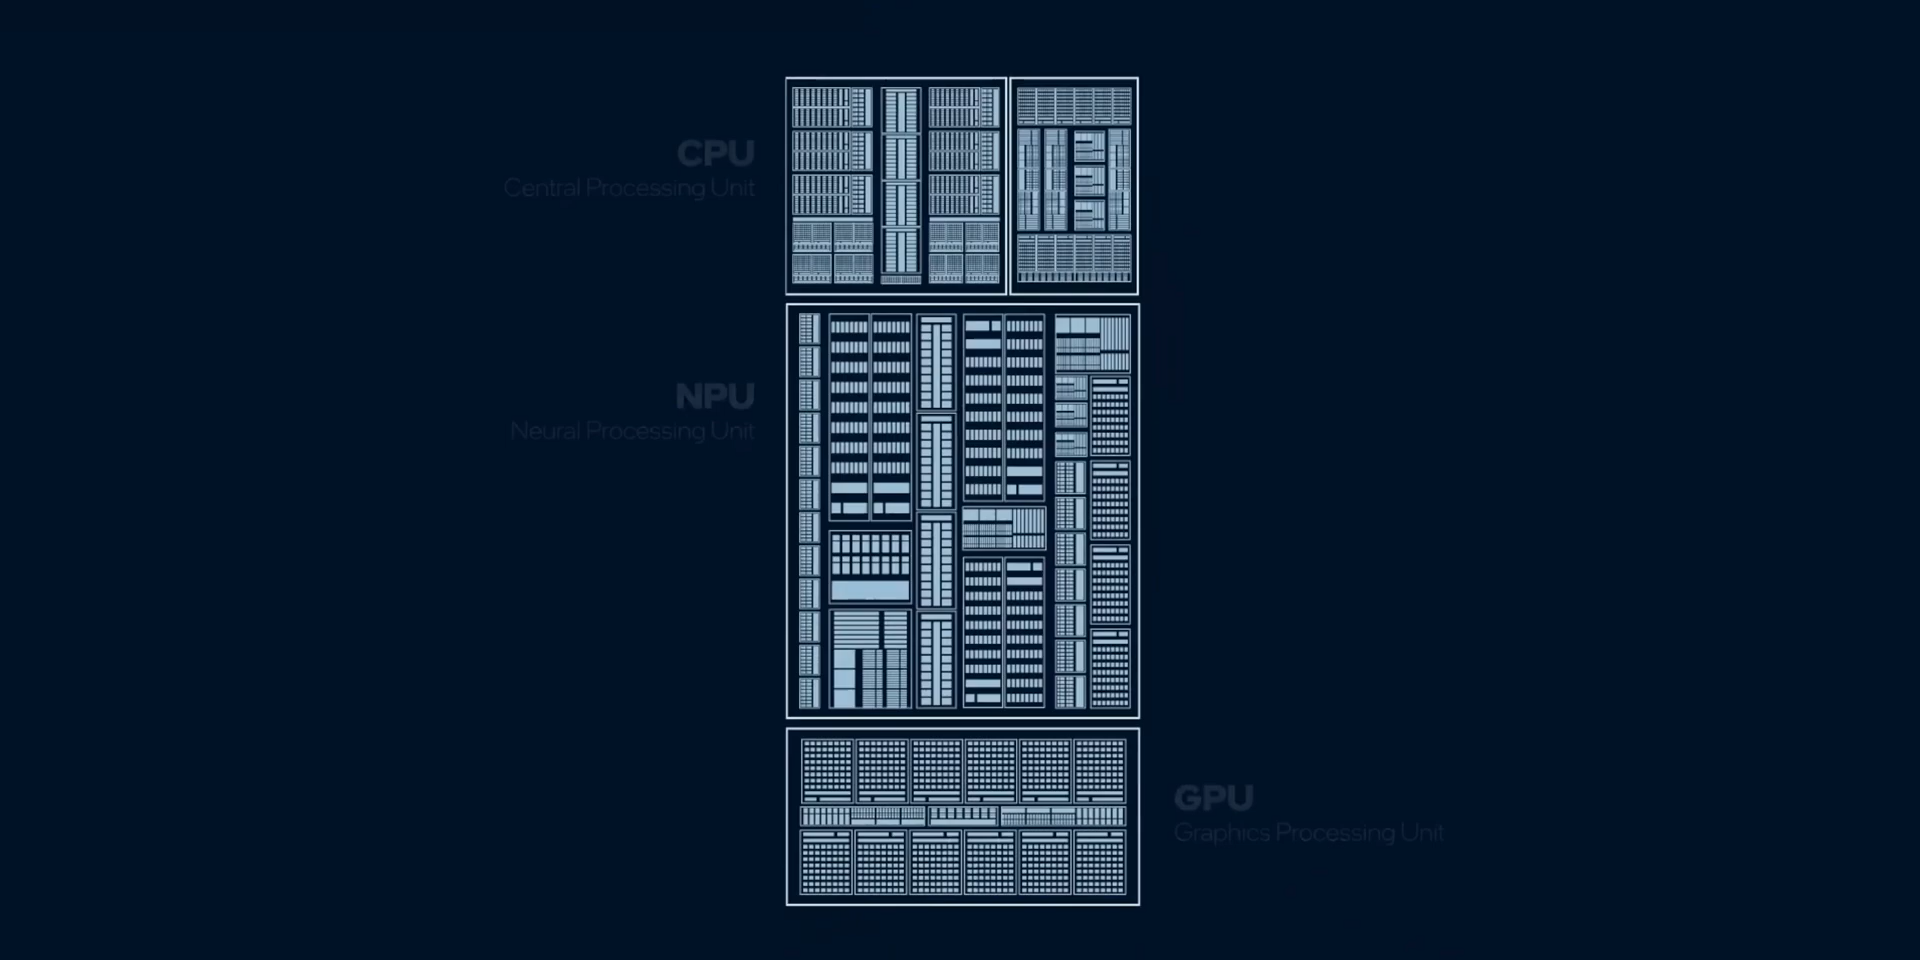 CPU
Central Processing Unit
NPU
Neural Processing Unit
GPU
Graphics Processing Unit